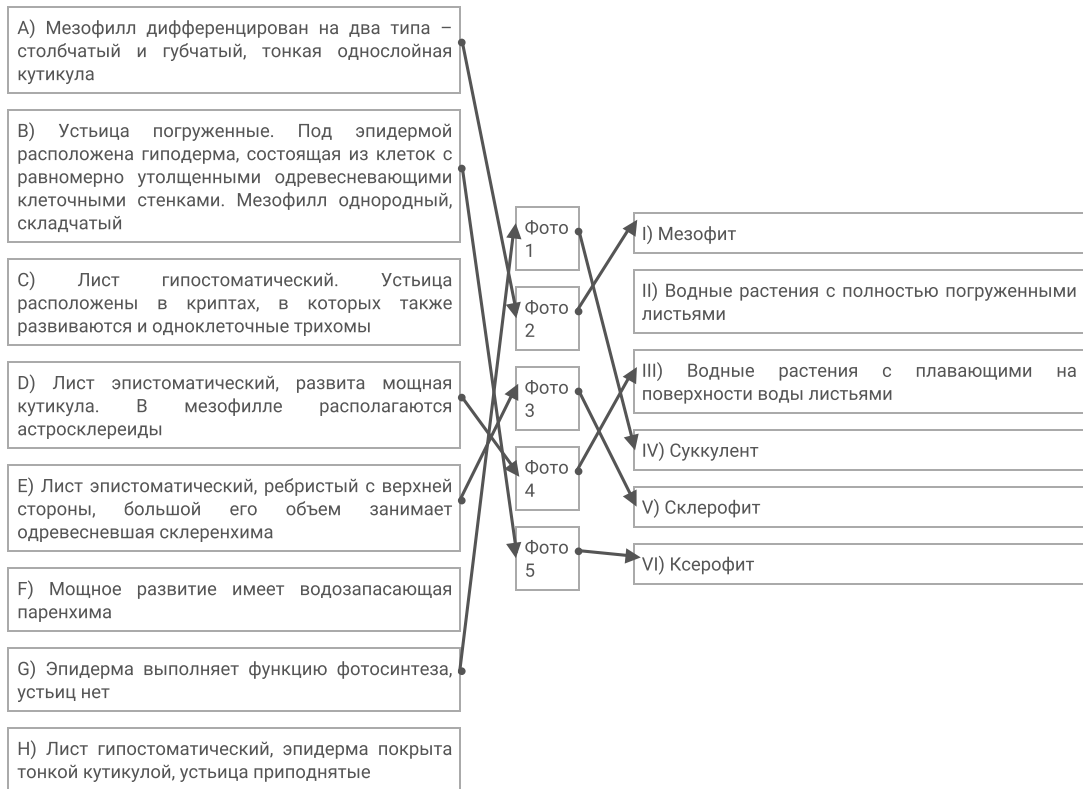 A) Мезофилл дифференцирован на два типа –
столбчатый и губчатый, тонкая однослойная
кутикула
B) Устьица погруженные. Под эпидермой
расположена гиподерма, состоящая из клеток с
равномерно утолщенными одревесневающими
клеточными стенками. Мезофилл однородный,
складчатый
C) Лист гипостоматический. Устьица
расположены в криптах, в которых также
развиваются и одноклеточные трихомы
D) Лист эпистоматический, развита мощная
кутикула. В мезофилле располагаются
астросклереиды
E) Лист эпистоматический, ребристый с верхней
стороны, большой его объем занимает
одревесневшая склеренхима
F) Мощное развитие имеет водозапасающая
паренхима
G) Эпидерма выполняет функцию фотосинтеза,
устьиц нет
H) Лист гипостоматический, эпидерма покрыта
тонкой кутикулой, устьица приподнятые
Фото
1
Фото
2
Фото
3
Фото
4
Фото
5
I) Мезофит
II) Водные растения с полностью погруженными
листьями
III) Водные растения с плавающими на
поверхности воды листьями
IV) Суккулент
V) Склерофит
VI) Ксерофит